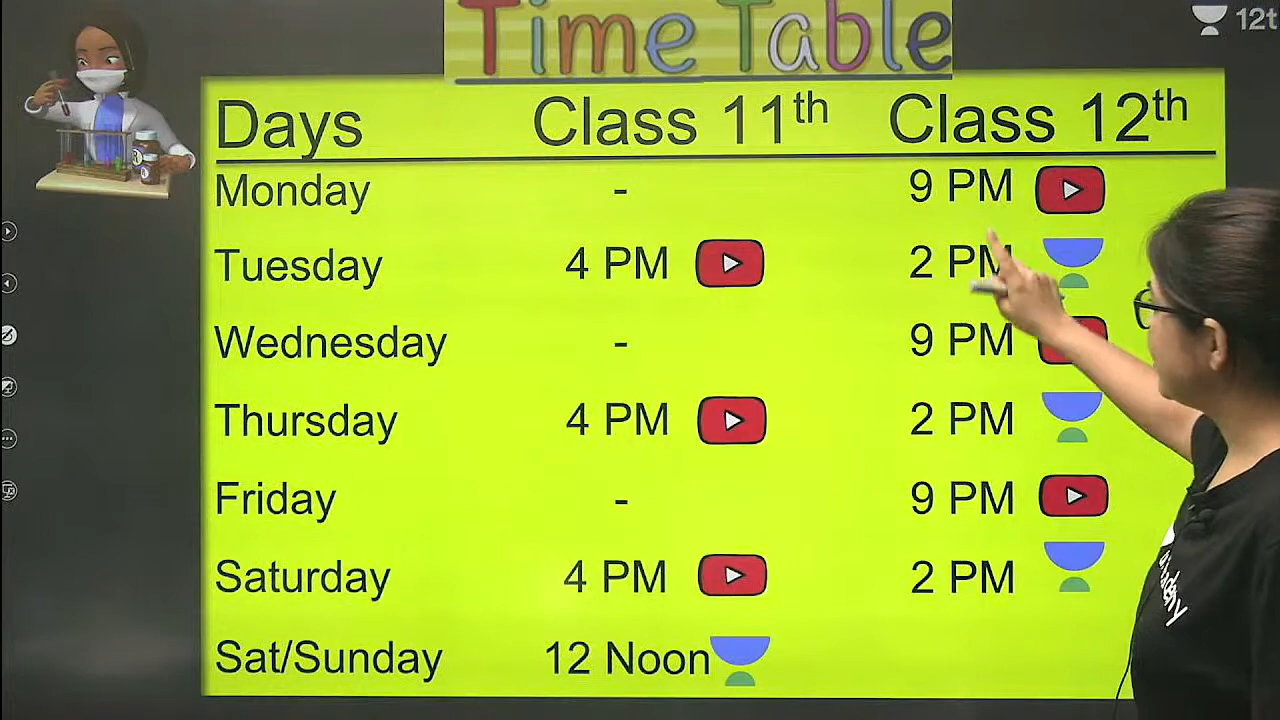 Time Table
12t
Days Class 11th Class 12th
Monday - 9 PM
Tuesday 4 PM 2 PM
Wednesday - 9 PM
Thursday 4 PM 2 PM
Friday - 9 PM
Saturday 4 PM 2 PM
Sat/Sunday 12 Noon